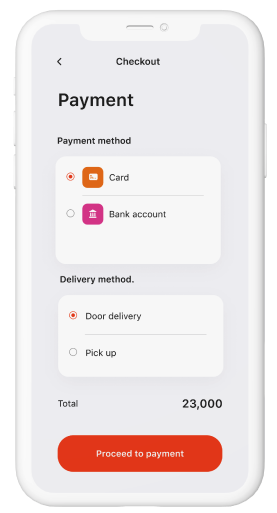 Checkout
Payment
Payment method
Card
Bank account
Delivery method.
Door delivery
Pick up
Total 23,000
Proceed to payment